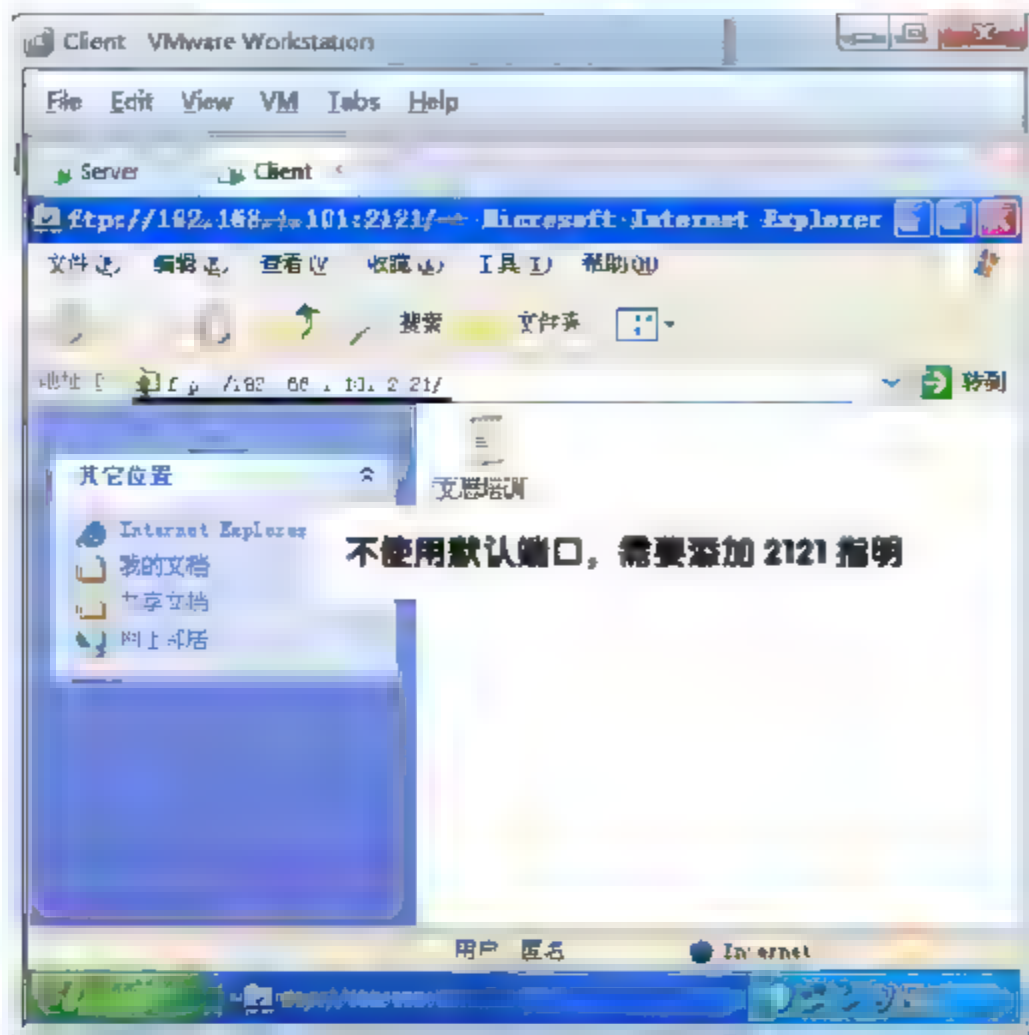 Client VMware Workstation
File Edit View VM Tabs Help
Server Client
ftp://192.168.1.101:2121/ - Microsoft Internet Explorer
文件 编辑 查看(V 收藏 工具 帮助(H)
搜索 文件夹
地址 转到
其它位置
Internet Explorer
我的文档
共享文档
网上邻居
不使用默认端口，需要添加 2121 指明
用户 匿名 Internet